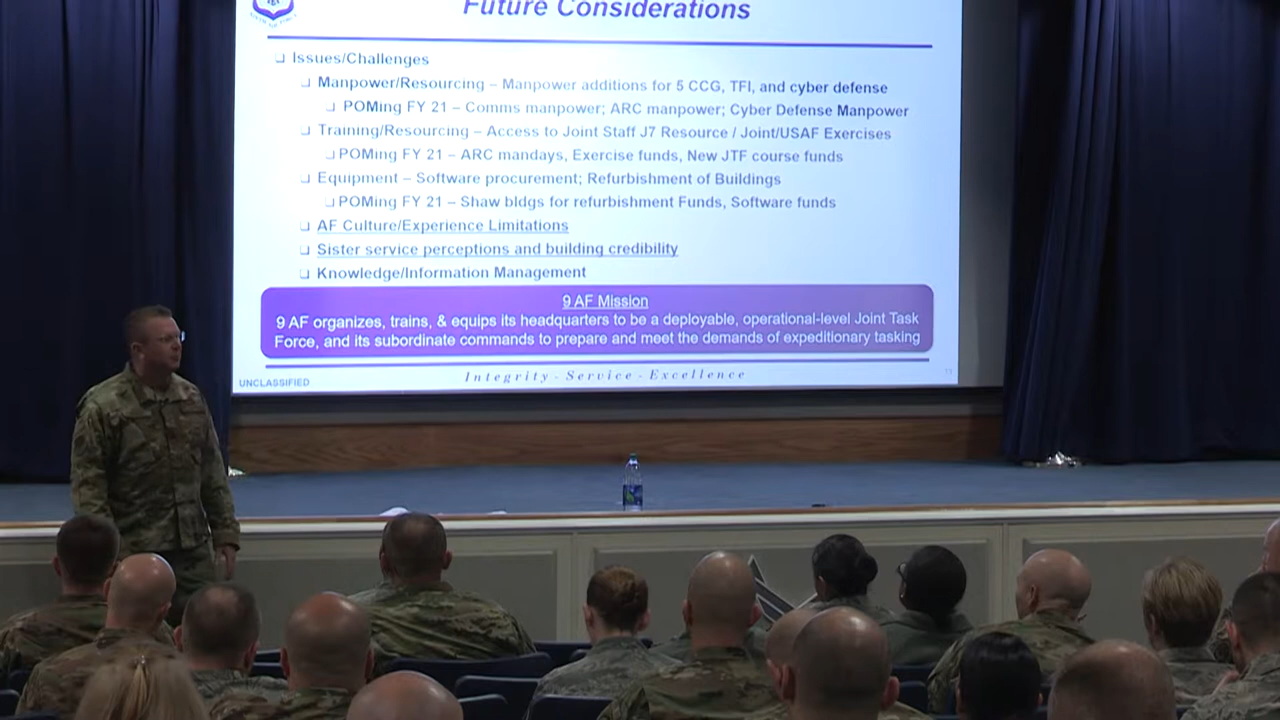 Future Considerations
Issues/Challenges
Manpower/Resourcing – Manpower additions for 5 CCG, TFI, and cyber defense
POMing FY 21 – Comms manpower; ARC manpower; Cyber Defense Manpower
Training/Resourcing – Access to Joint Staff J7 Resource / Joint/USAF Exercises
POMing FY 21 – ARC mandays, Exercise funds, New JTF course funds
Equipment – Software procurement; Refurbishment of Buildings
POMing FY 21 – Shaw bldgs for refurbishment Funds, Software funds
AF Culture/Experience Limitations
Sister service perceptions and building credibility
Knowledge/Information Management
9 AF Mission
9 AF organizes, trains, & equips its headquarters to be a deployable, operational-level Joint Task
Force, and its subordinate commands to prepare and meet the demands of expeditionary tasking
Integrity - Service - Excellence
UNCLASSIFIED